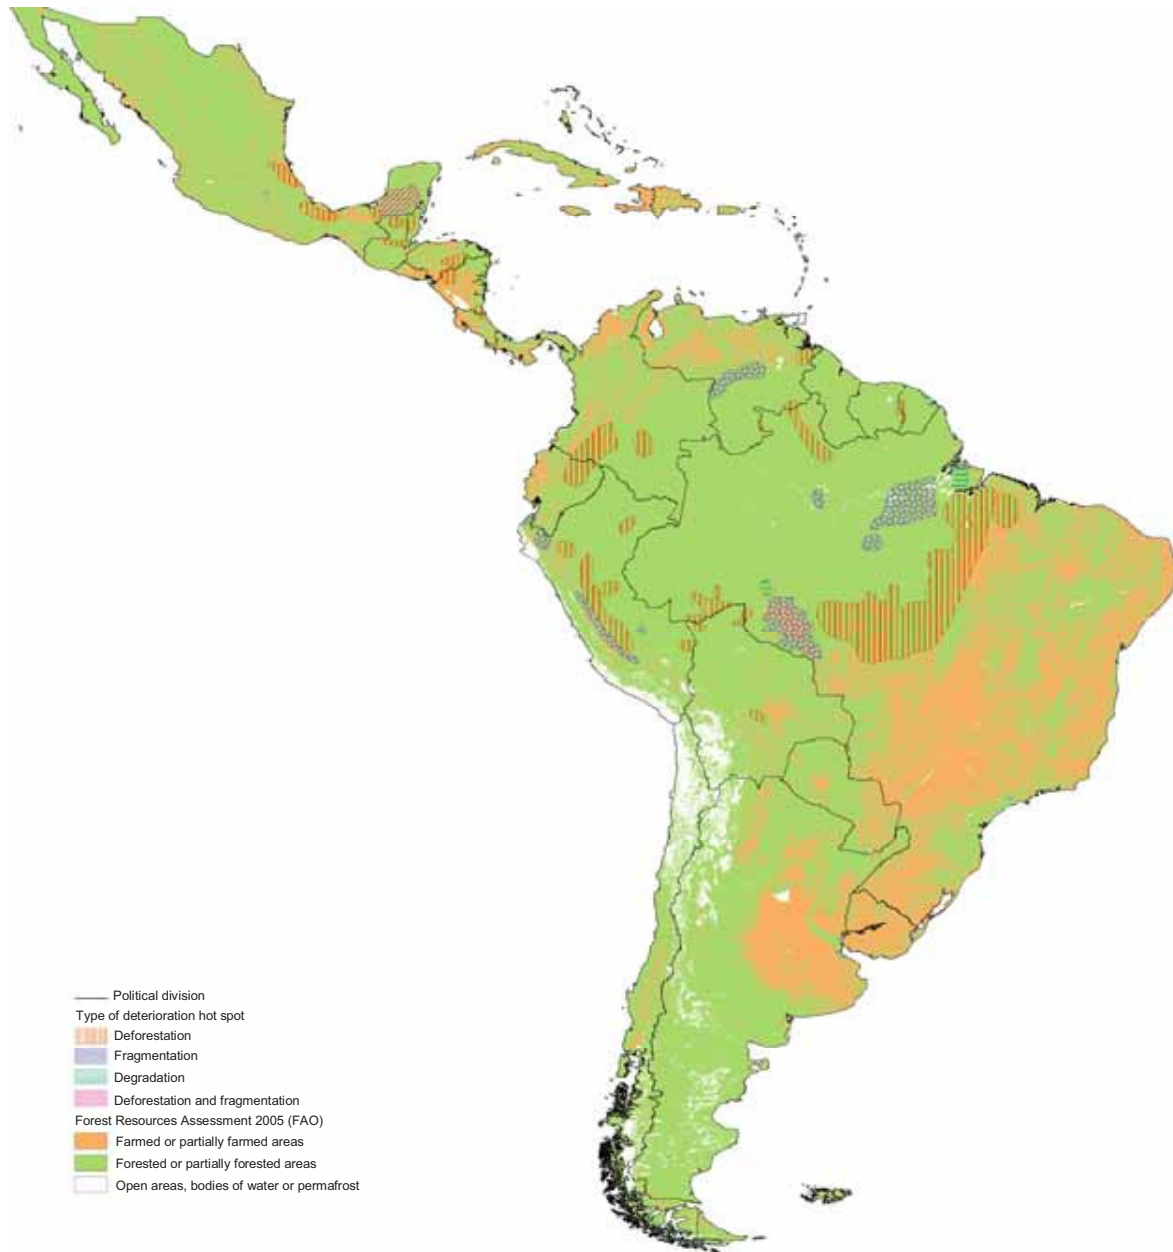 Political division
Type of deterioration hot spot
Deforestation
Fragmentation
Degradation
Deforestation and fragmentation
Forest Resources Assessment 2005 (FAO)
Farmed or partially farmed areas
Forested or partially forested areas
Open areas, bodies of water or permafrost